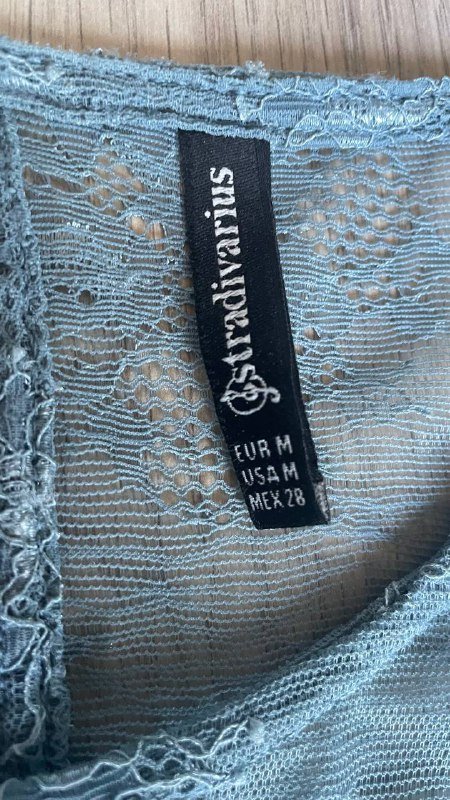 stradivarius
EUR M
USA M
MEX 28